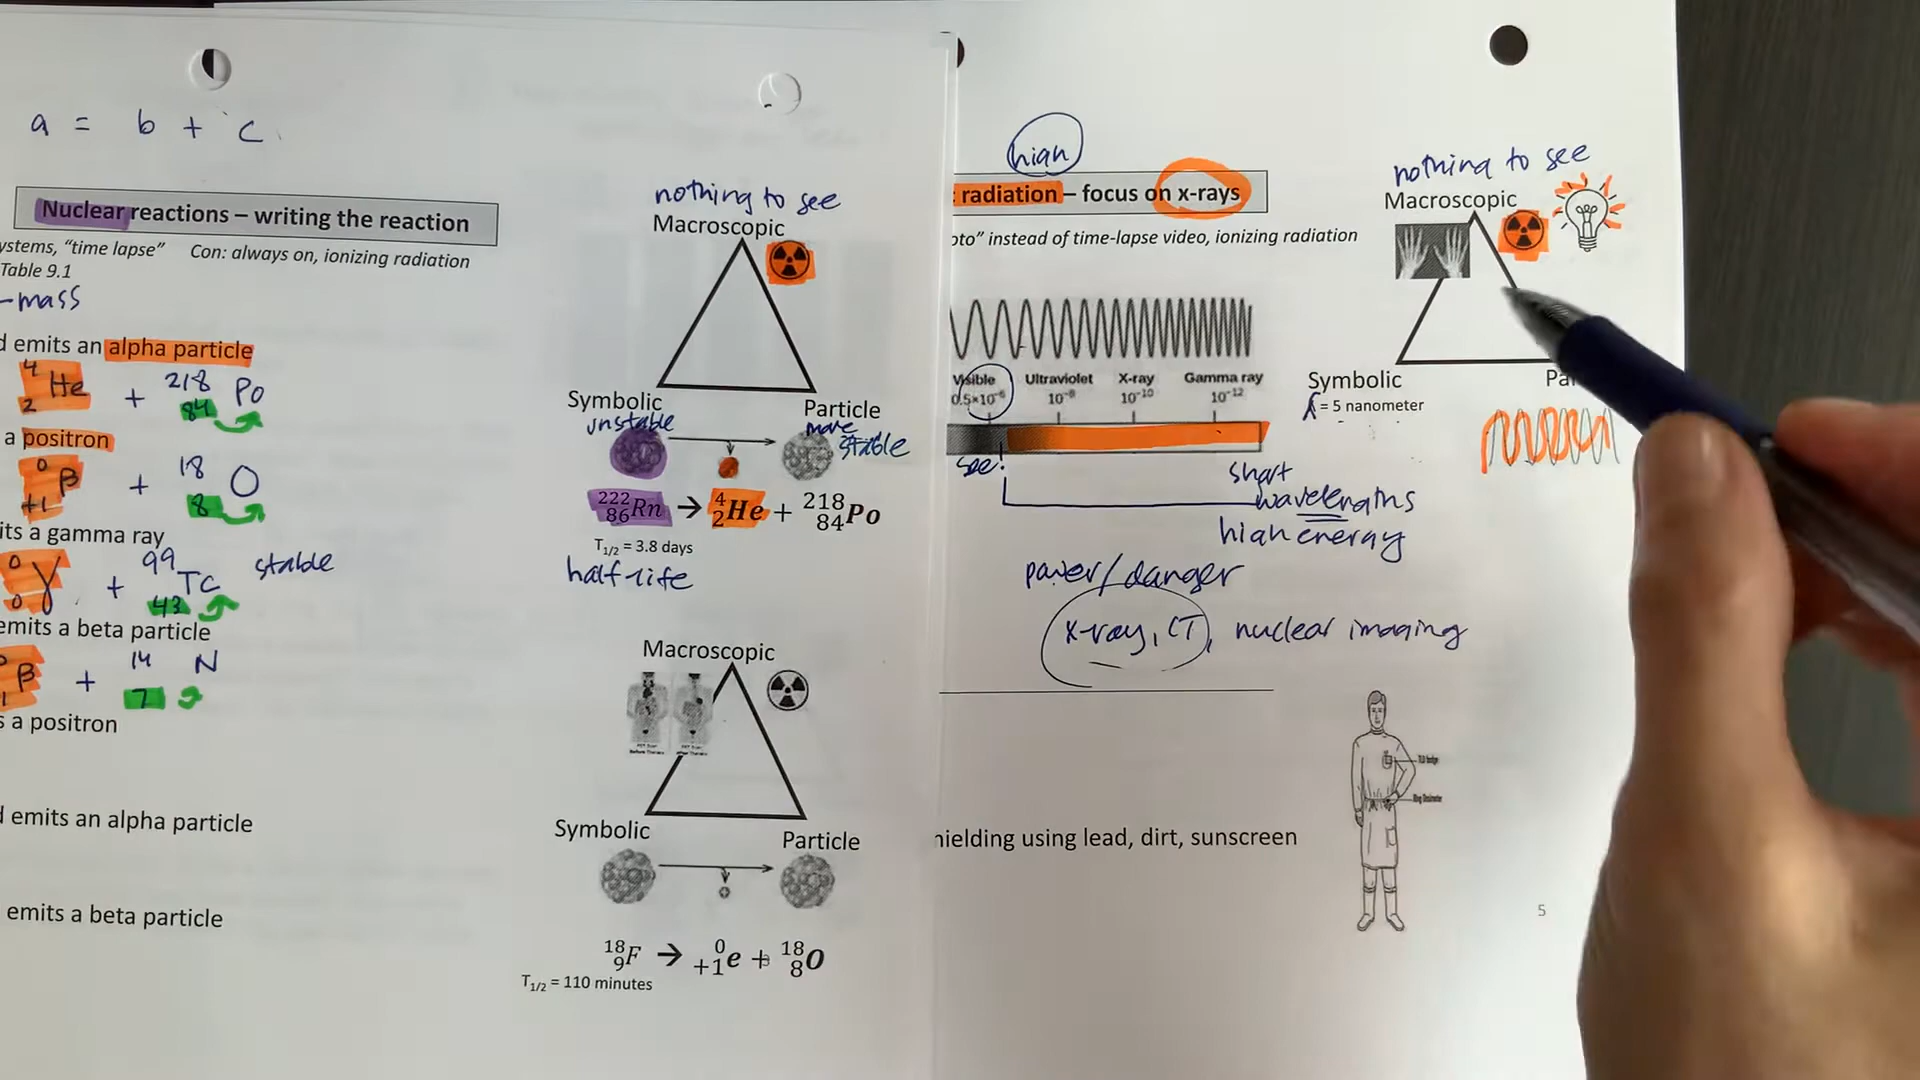 a = b + c
Nuclear reactions – writing the reaction
ystems, "time lapse" Con: always on, ionizing radiation
Table 9.1
-mass
d emits an alpha particle
4 2 He + 218 84 Po
a positron
0 +1 β + 18 8 O
its a gamma ray
0 0 γ + 99 43 Tc stable
emits a beta particle
β + 14 7 N
s a positron
d emits an alpha particle
emits a beta particle
nothing to see
Macroscopic
Symbolic
unstable
Particle
more
stable
222 86 Rn → 4 2 He + 218 84 Po
T1/2 = 3.8 days
half-life
Macroscopic
Symbolic
Particle
18 9 F → 0 +1 e + 18 8 O
T1/2 = 110 minutes
high
radiation – focus on x-rays
oto" instead of time-lapse video, ionizing radiation
Visible Ultraviolet X-ray Gamma ray
0.5×10⁻⁶ 10⁻⁸ 10⁻¹⁰ 10⁻¹²
see!
short
wavelengths
high energy
power/danger
x-ray, CT, nuclear imaging
hielding using lead, dirt, sunscreen
nothing to see
Macroscopic
Symbolic
λ = 5 nanometer
Pa
TLD badge
Ring Dosimeter
5